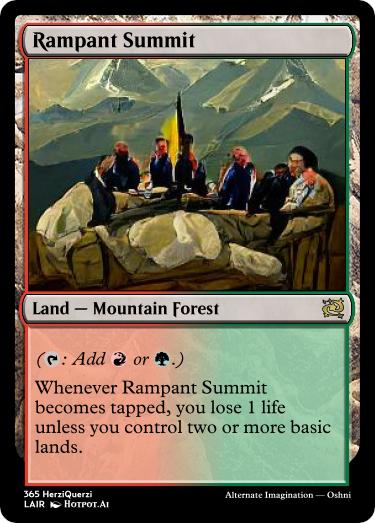 Rampant Summit
Land — Mountain Forest
(: Add or .)
Whenever Rampant Summit
becomes tapped, you lose 1 life
unless you control two or more basic
lands.
365 HerziQuerzi
LAIR Hotpot.Ai
Alternate Imagination — Oshni